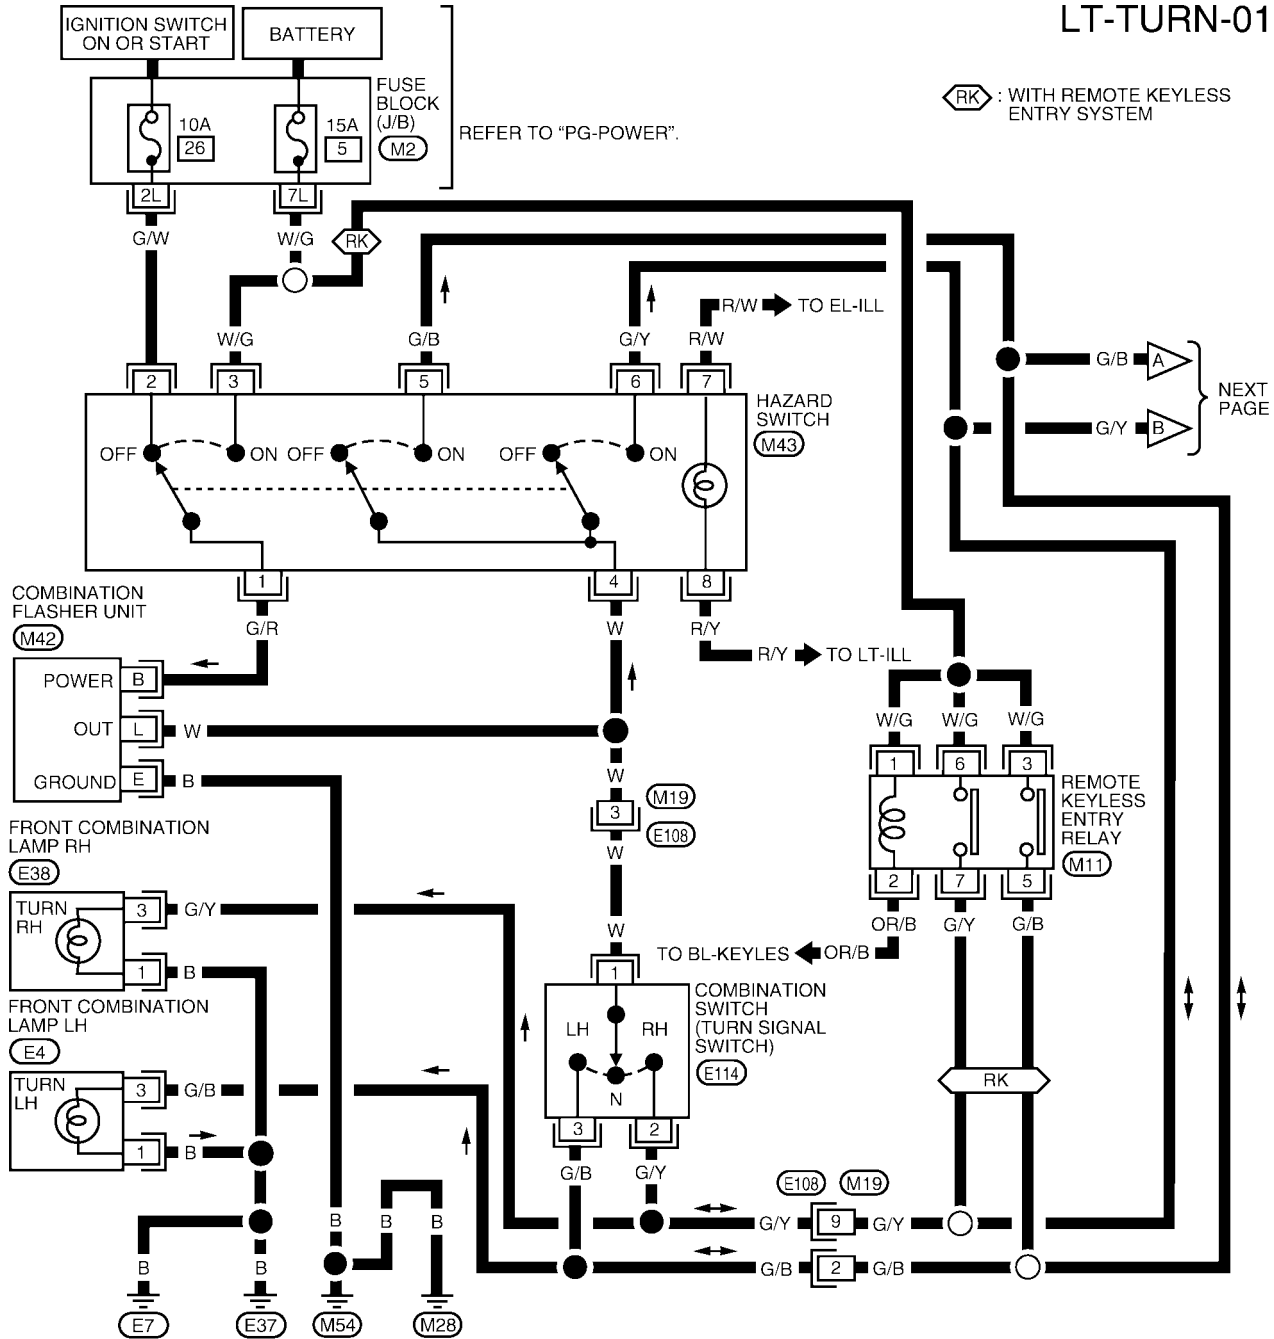 LT-TURN-01
IGNITION SWITCH
ON OR START
BATTERY
RK : WITH REMOTE KEYLESS
ENTRY SYSTEM
FUSE
BLOCK
(J/B)
M2
10A
26
15A
5
REFER TO “PG-POWER”.
2L
7L
G/W
W/G
RK
R/W
TO EL-ILL
W/G
G/B
G/Y
R/W
G/B
A
G/Y
B
NEXT
PAGE
2
3
5
6
7
HAZARD
SWITCH
M43
OFF
ON
OFF
ON
OFF
ON
1
4
8
G/R
W
R/Y
R/Y
TO LT-ILL
COMBINATION
FLASHER UNIT
M42
POWER
B
OUT
L
W
GROUND
E
B
W
3
M19
E108
W
W
W/G
W/G
W/G
1
6
3
REMOTE
KEYLESS
ENTRY
RELAY
M11
2
7
5
OR/B
G/Y
G/B
TO BL-KEYLES
OR/B
FRONT COMBINATION
LAMP RH
E38
TURN
RH
3
G/Y
1
B
FRONT COMBINATION
LAMP LH
E4
TURN
LH
3
G/B
1
B
1
COMBINATION
SWITCH
(TURN SIGNAL
SWITCH)
E114
LH
RH
N
3
2
G/B
G/Y
RK
E108
M19
G/Y
9
G/Y
G/B
2
G/B
B
B
B
B
B
E7
E37
M54
M28